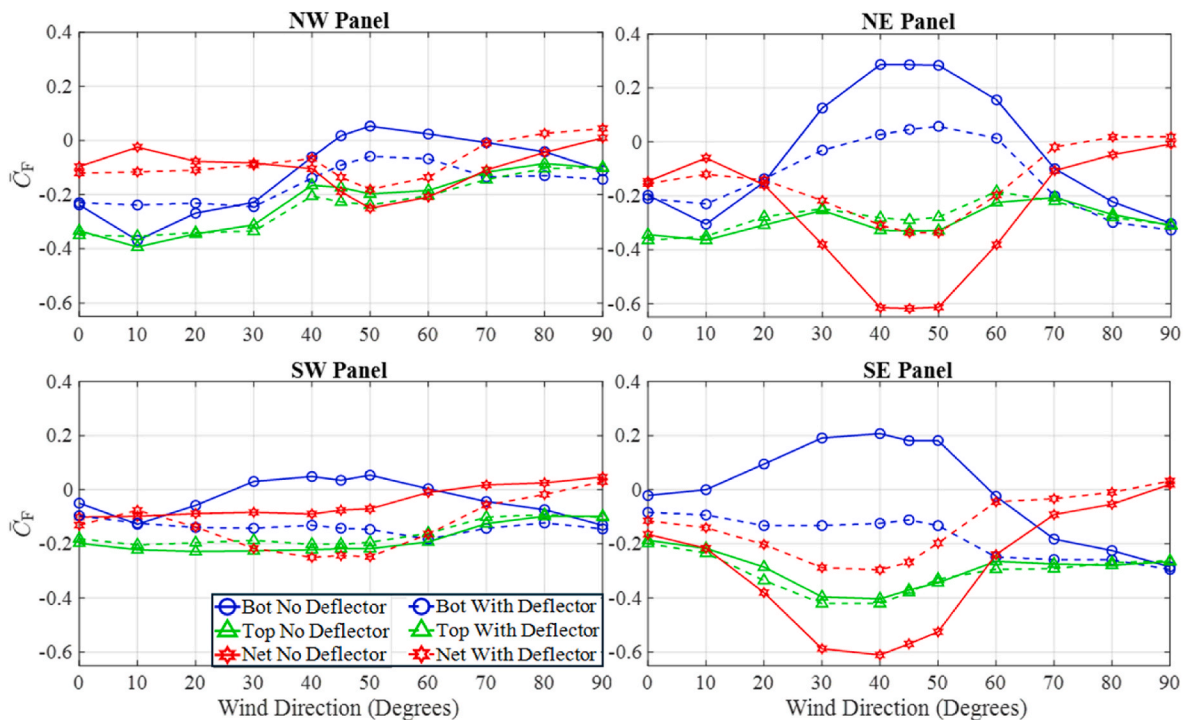 NW Panel
NE Panel
0.4 0.2 0 -0.2 -0.4 -0.6
0.4 0.2 0 -0.2 -0.4 -0.6
C̄F
0 10 20 30 40 50 60 70 80 90
0 10 20 30 40 50 60 70 80 90
SW Panel
SE Panel
0.4 0.2 0 -0.2 -0.4 -0.6
0.4 0.2 0 -0.2 -0.4 -0.6
C̄F
Bot No Deflector
Bot With Deflector
Top No Deflector
Top With Deflector
Net No Deflector
Net With Deflector
0 10 20 30 40 50 60 70 80 90
0 10 20 30 40 50 60 70 80 90
Wind Direction (Degrees)
Wind Direction (Degrees)